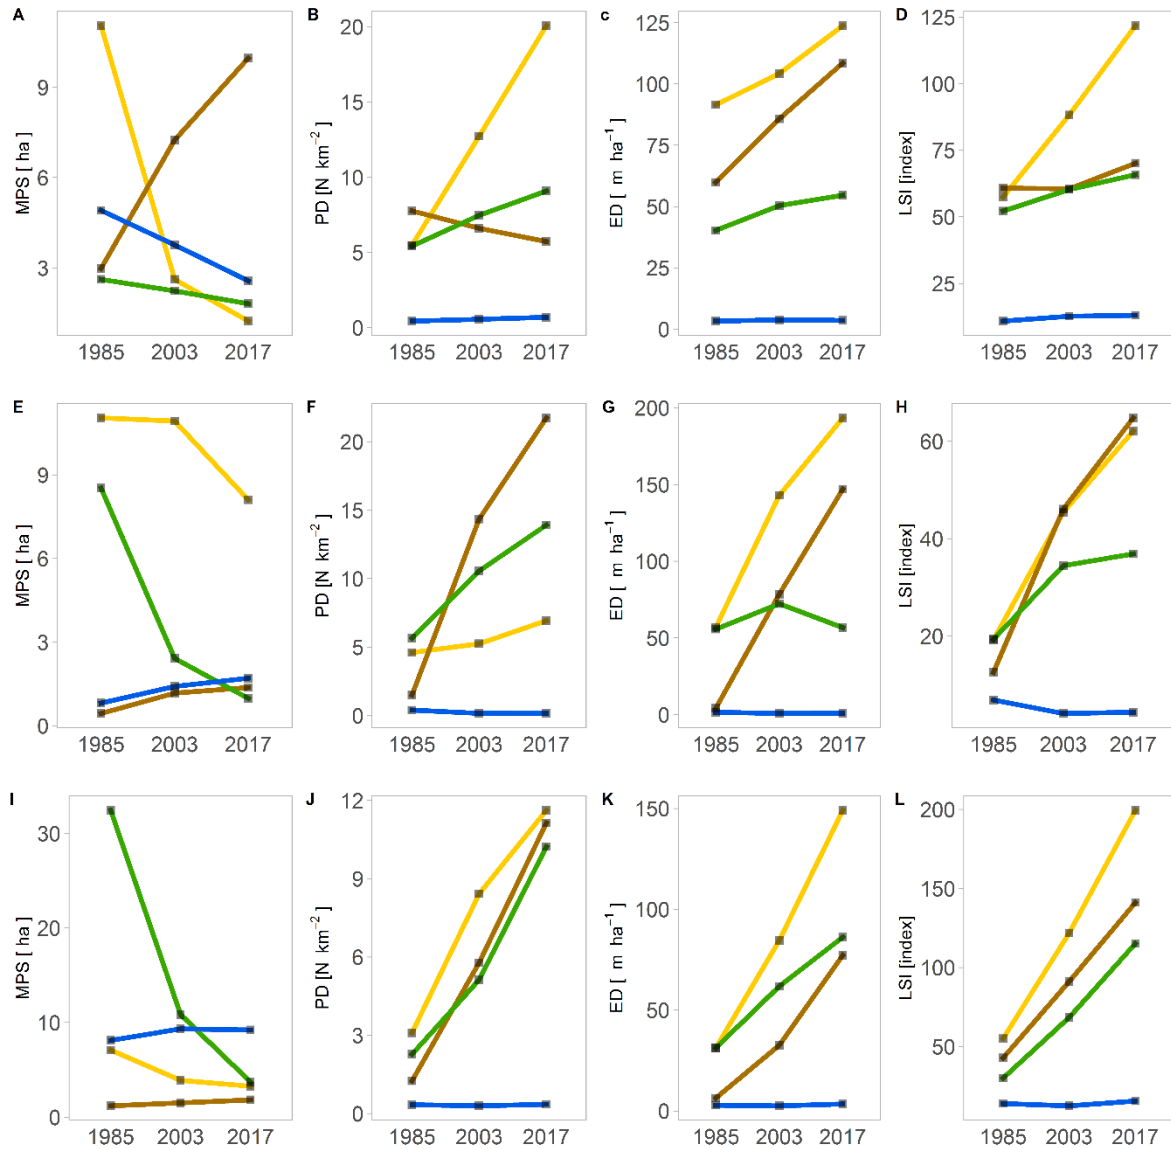 A
MPS [ ha]
9
6
3
1985 2003 2017
B
PD [N km⁻²]
20
15
10
5
0
1985 2003 2017
c
ED [ m ha⁻¹ ]
125
100
75
50
25
0
1985 2003 2017
D
LSI [index]
125
100
75
50
25
1985 2003 2017
E
MPS [ ha]
9
6
3
0
1985 2003 2017
F
PD [N km⁻²]
20
15
10
5
0
1985 2003 2017
G
ED [ m ha⁻¹ ]
200
150
100
50
0
1985 2003 2017
H
LSI [index]
60
40
20
1985 2003 2017
I
MPS [ ha]
30
20
10
0
1985 2003 2017
J
PD [N km⁻²]
12
9
6
3
0
1985 2003 2017
K
ED [ m ha⁻¹ ]
150
100
50
0
1985 2003 2017
L
LSI [index]
200
150
100
50
1985 2003 2017